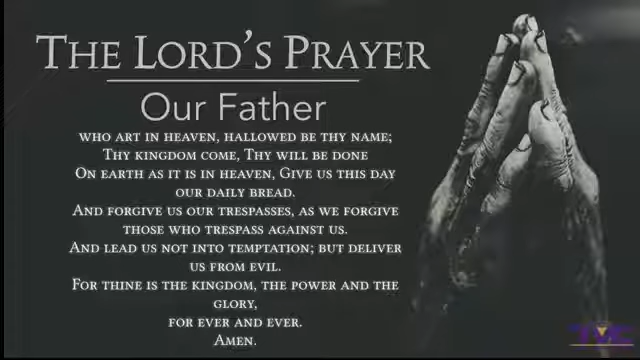 The Lord's Prayer
Our Father
who art in heaven, hallowed be thy name;
Thy kingdom come, Thy will be done
On earth as it is in heaven, Give us this day
our daily bread.
And forgive us our trespasses, as we forgive
those who trespass against us.
And lead us not into temptation; but deliver
us from evil.
For thine is the kingdom, the power and the
glory,
for ever and ever.
Amen.